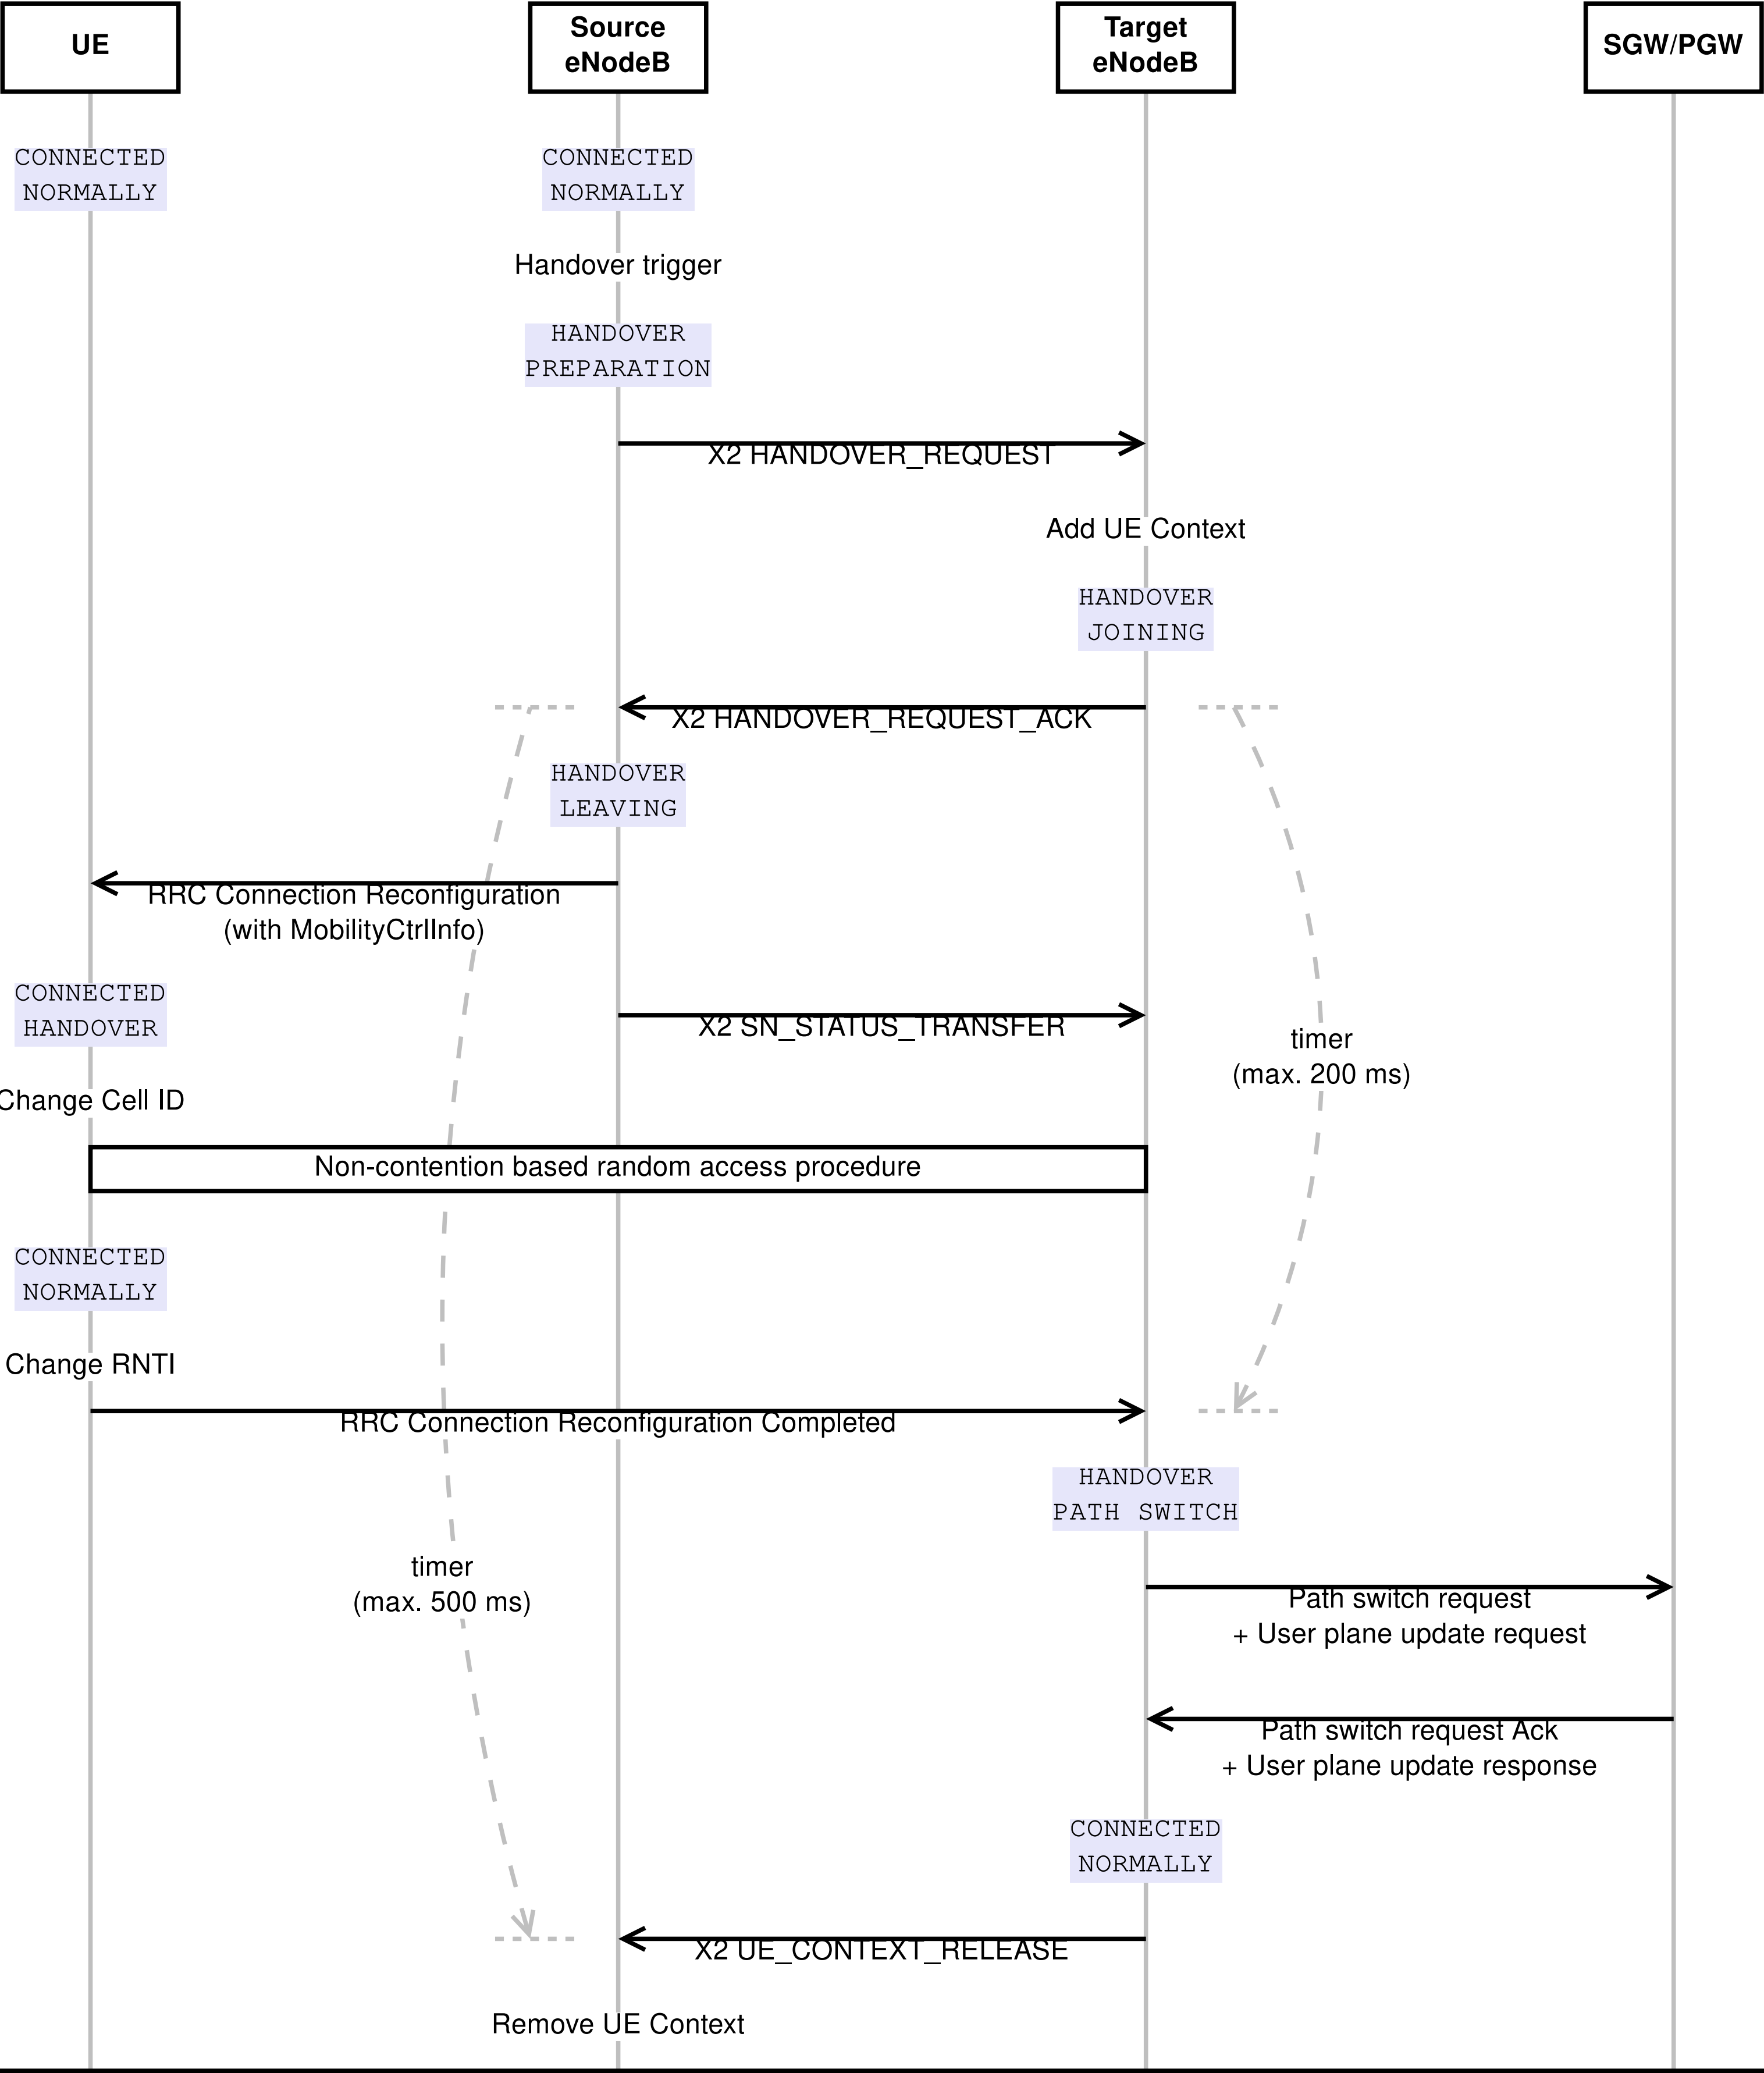 UE
Source
eNodeB
Target
eNodeB
SGW/PGW
CONNECTED
NORMALLY
CONNECTED
NORMALLY
Handover trigger
HANDOVER
PREPARATION
X2 HANDOVER_REQUEST
Add UE Context
HANDOVER
JOINING
X2 HANDOVER_REQUEST_ACK
HANDOVER
LEAVING
RRC Connection Reconfiguration
(with MobilityCtrlInfo)
CONNECTED
HANDOVER
X2 SN_STATUS_TRANSFER
timer
(max. 200 ms)
Change Cell ID
Non-contention based random access procedure
CONNECTED
NORMALLY
Change RNTI
RRC Connection Reconfiguration Completed
HANDOVER
PATH SWITCH
timer
(max. 500 ms)
Path switch request
+ User plane update request
Path switch request Ack
+ User plane update response
CONNECTED
NORMALLY
X2 UE_CONTEXT_RELEASE
Remove UE Context